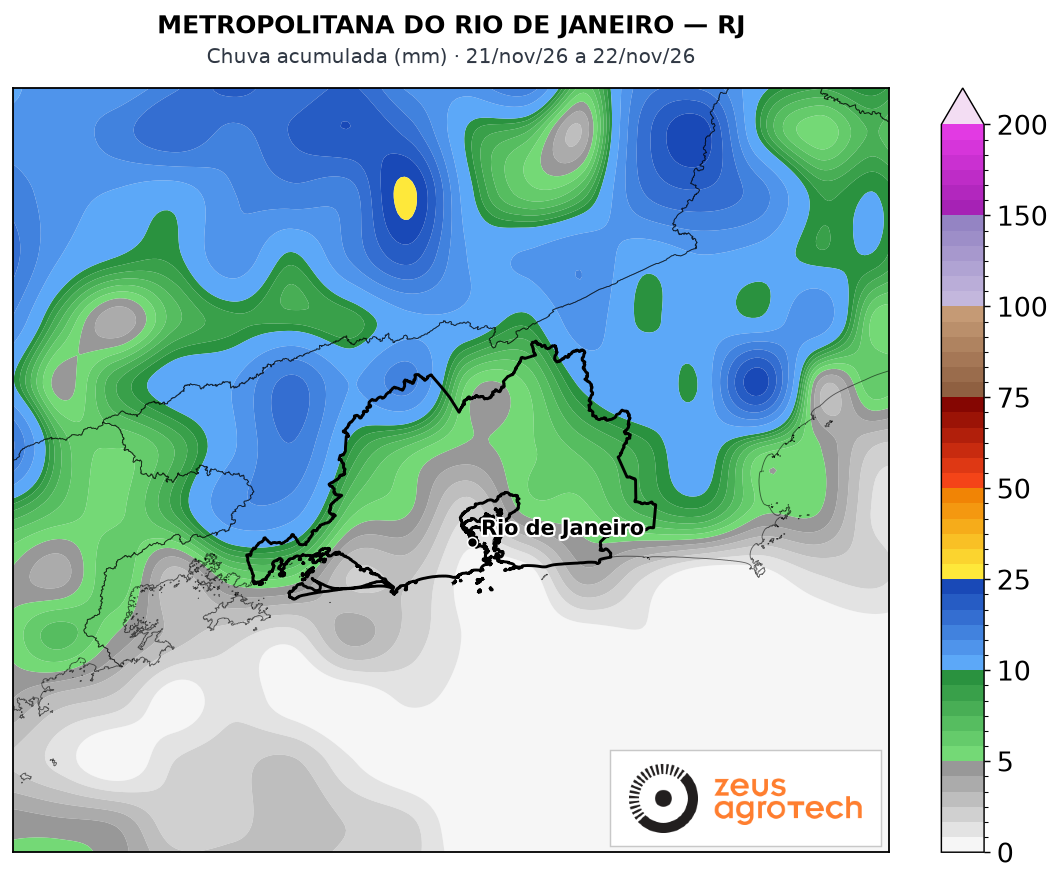 METROPOLITANA DO RIO DE JANEIRO — RJ
Chuva acumulada (mm) · 21/nov/26 a 22/nov/26
200
150
100
75
50
25
10
5
0
Rio de Janeiro
zeus
agrotech